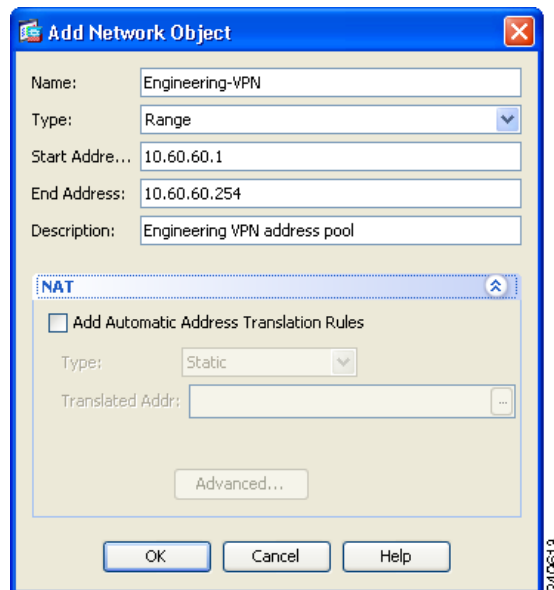 Add Network Object
Name: Engineering-VPN
Type: Range
Start Addre... 10.60.60.1
End Address: 10.60.60.254
Description: Engineering VPN address pool
NAT
Add Automatic Address Translation Rules
Type: Static
Translated Addr: ...
Advanced...
OK Cancel Help
240613